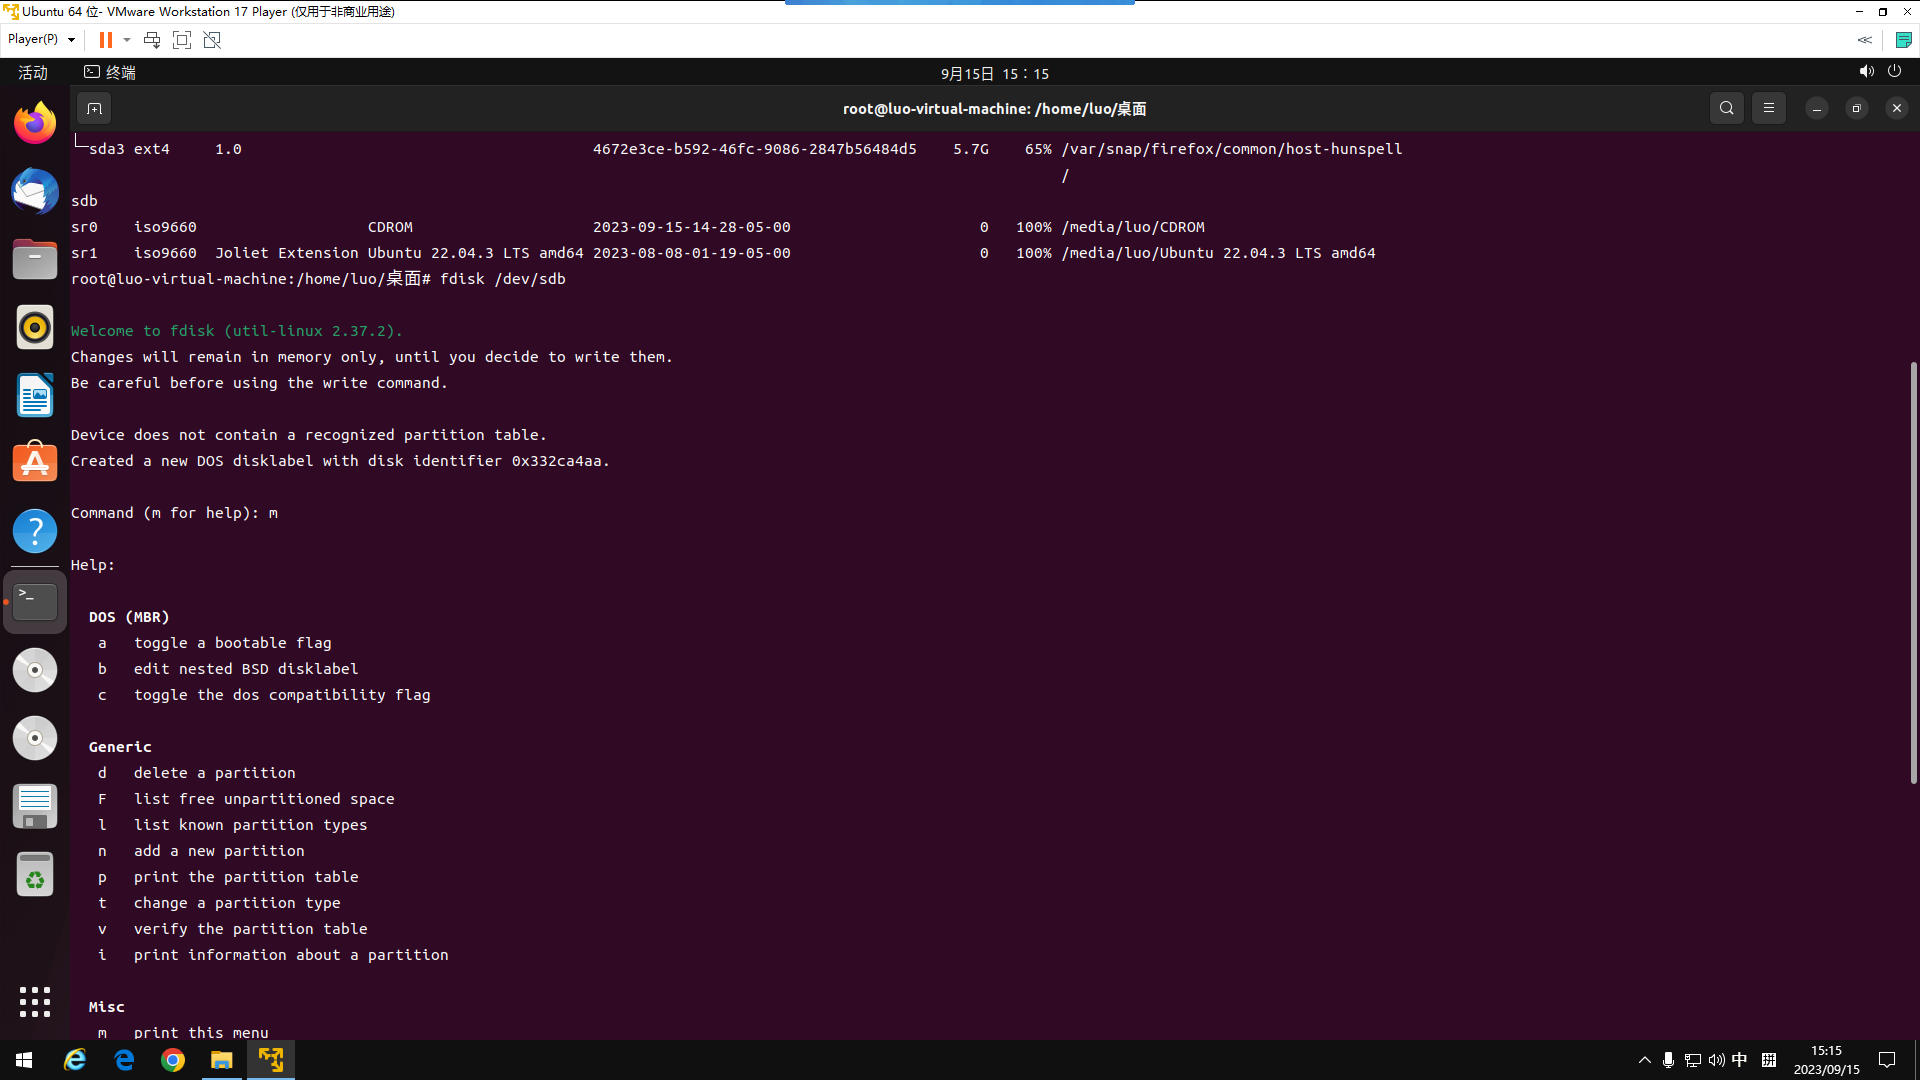 Ubuntu 64 位- VMware Workstation 17 Player (仅用于非商业用途)
Player(P)
活动 终端 9月15日 15：15
root@luo-virtual-machine: /home/luo/桌面
└─sda3 ext4 1.0 4672e3ce-b592-46fc-9086-2847b56484d5 5.7G 65% /var/snap/firefox/common/host-hunspell
/
sdb
sr0 iso9660 CDROM 2023-09-15-14-28-05-00 0 100% /media/luo/CDROM
sr1 iso9660 Joliet Extension Ubuntu 22.04.3 LTS amd64 2023-08-08-01-19-05-00 0 100% /media/luo/Ubuntu 22.04.3 LTS amd64
root@luo-virtual-machine:/home/luo/桌面# fdisk /dev/sdb
Welcome to fdisk (util-linux 2.37.2).
Changes will remain in memory only, until you decide to write them.
Be careful before using the write command.
Device does not contain a recognized partition table.
Created a new DOS disklabel with disk identifier 0x332ca4aa.
Command (m for help): m
Help:
DOS (MBR)
a toggle a bootable flag
b edit nested BSD disklabel
c toggle the dos compatibility flag
Generic
d delete a partition
F list free unpartitioned space
l list known partition types
n add a new partition
p print the partition table
t change a partition type
v verify the partition table
i print information about a partition
Misc
m print this menu
中 拼 15:15
2023/09/15